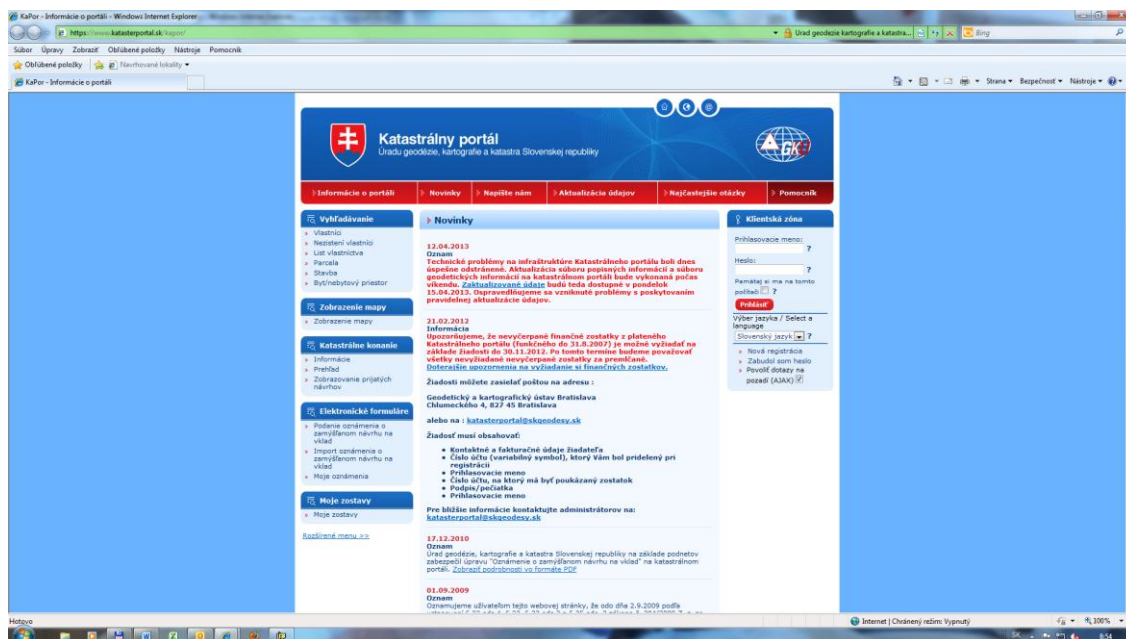 KaPor - Informácie o portáli - Windows Internet Explorer
https://www.katasterportal.sk/kapor/
Urad geodezie kartografie a katastra...
Bing
Súbor Úpravy Zobraziť Obľúbené položky Nástroje Pomocník
Obľúbené položky Navrhované lokality
KaPor - Informácie o portáli
Strana Bezpečnosť Nástroje
Katastrálny portál
Úradu geodézie, kartografie a katastra Slovenskej republiky
GK
Informácie o portáli Novinky Napíšte nám Aktualizácia údajov Najčastejšie otázky Pomocník
Vyhľadávanie
Vlastníci
Nezistení vlastníci
List vlastníctva
Parcela
Stavba
Byt/nebytový priestor
Zobrazenie mapy
Zobrazenie mapy
Katastrálne konanie
Informácie
Prehľad
Zobrazovanie prijatých
návrhov
Elektronické formuláre
Podanie oznámenia o
zamýšľanom návrhu na
vklad
Import oznámenia o
zamýšľanom návrhu na
vklad
Moje oznámenia
Moje zostavy
Moje zostavy
Rozšírené menu >>
Novinky
12.04.2013
Oznam
Technické problémy na infraštruktúre Katastrálneho portálu boli dnes
úspešne odstránené. Aktualizácia súboru popisných informácií a súboru
geodetických informácií na katastrálnom portáli bude vykonaná počas
víkendu. Zaktualizované údaje budú teda dostupné v pondelok
15.04.2013. Ospravedlňujeme sa vzniknuté problémy s poskytovaním
pravidelnej aktualizácie údajov.
21.02.2012
Informácia
Upozorňujeme, že nevyčerpané finančné zostatky z plateného
Katastrálneho portálu (funkčného do 31.8.2007) je možné vyžiadať na
základe žiadosti do 30.11.2012. Po tomto termíne budeme považovať
všetky nevyžiadané nevyčerpané zostatky za premlčané.
Doterajšie upozornenia na vyžiadanie si finančných zostatkov.
Žiadosti môžete zasielať poštou na adresu :
Geodetický a kartografický ústav Bratislava
Chlumeckého 4, 827 45 Bratislava
alebo na : katasterportal@skgeodesy.sk
Žiadosť musí obsahovať:
Kontaktné a fakturačné údaje žiadateľa
Číslo účtu (variabilný symbol), ktorý Vám bol pridelený pri
registrácii
Prihlasovacie meno
Číslo účtu, na ktorý má byť poukázaný zostatok
Podpis/pečiatka
Prihlasovacie meno
Pre bližšie informácie kontaktujte administrátorov na:
katasterportal@skgeodesy.sk
17.12.2010
Oznam
Úrad geodézie, kartografie a katastra Slovenskej republiky na základe podnetov
zabezpečil úpravu "Oznámenie o zamýšľanom návrhu na vklad" na katastrálnom
portáli. Zobraziť podrobnosti vo formáte PDF
01.09.2009
Oznam
Oznamujeme užívateľom tejto webovej stránky, že odo dňa 2.9.2009 podľa
Klientská zóna
Prihlasovacie meno:
?
Heslo:
?
Pamätaj si ma na tomto
počítači ?
Prihlásiť
Výber jazyka / Select a
language
Slovenský jazyk ?
Nová registrácia
Zabudol som heslo
Povoliť dotazy na
pozadí (AJAX)
Hotovo
Internet | Chránený režim: Vypnutý
100%
SK
8:54